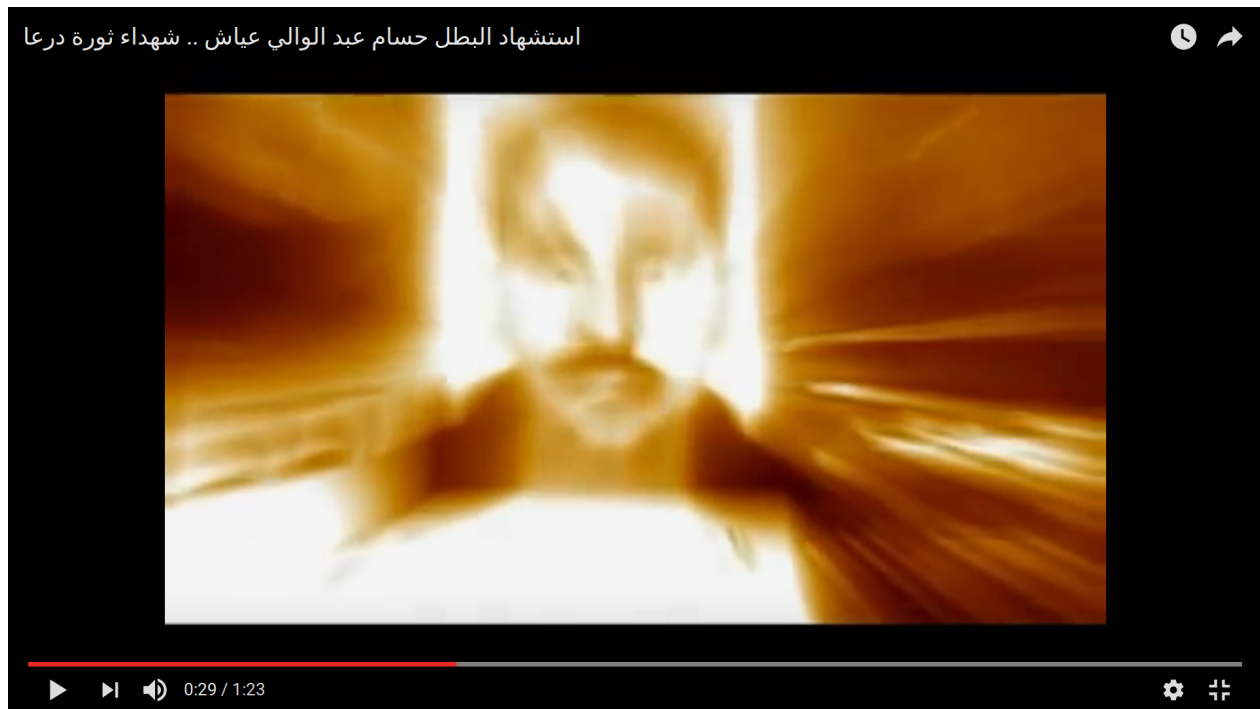 استشهاد البطل حسام عبد الوالي عياش .. شهداء ثورة درعا
0:29 / 1:23